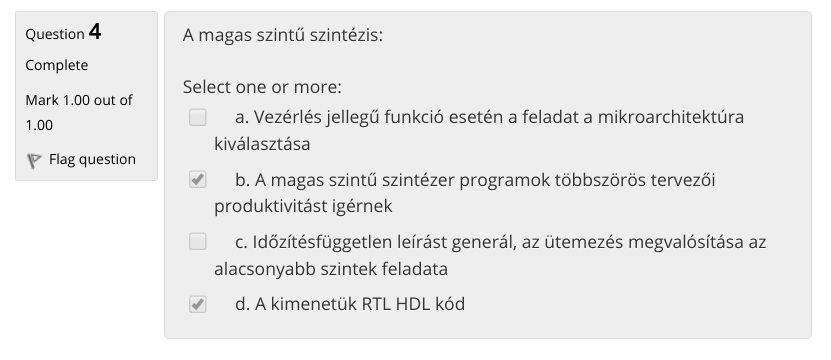 Question 4
Complete
Mark 1.00 out of
1.00
Flag question
A magas szintű szintézis:
Select one or more:
a. Vezérlés jellegű funkció esetén a feladat a mikroarchitektúra
kiválasztása
b. A magas szintű szintézer programok többszörös tervezői
produktivitást igérnek
c. Időzítésfüggetlen leírást generál, az ütemezés megvalósítása az
alacsonyabb szintek feladata
d. A kimenetük RTL HDL kód